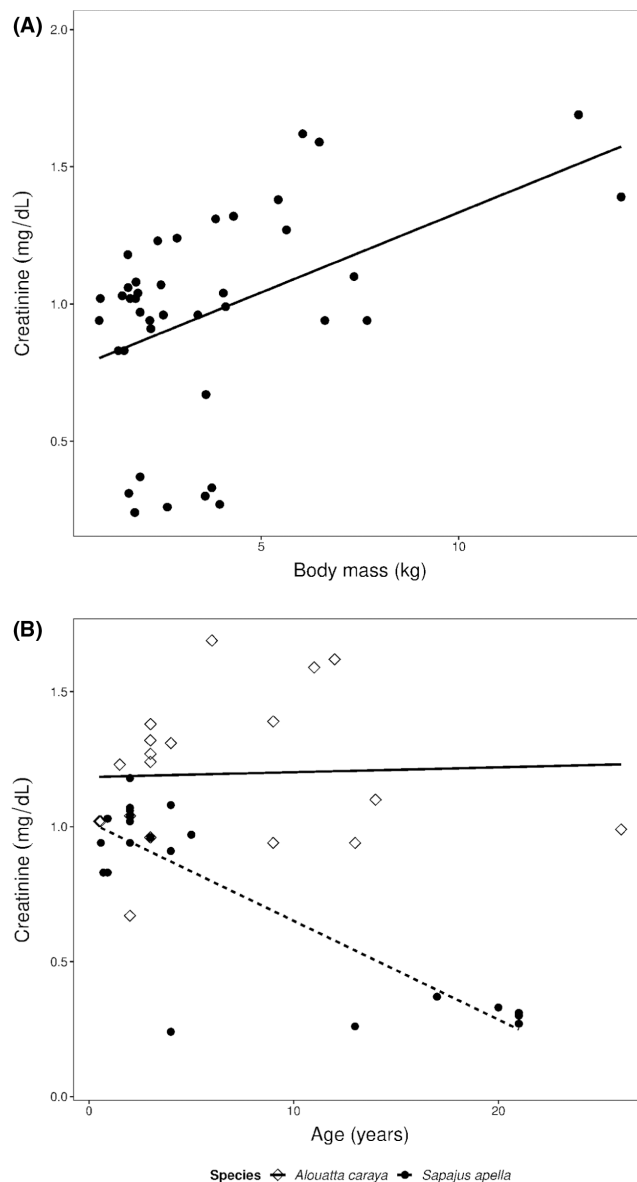 (A)
2.0
1.5
1.0
0.5
Creatinine (mg/dL)
5
10
Body mass (kg)
(B)
1.5
1.0
0.5
0.0
Creatinine (mg/dL)
0
10
20
Age (years)
Species Alouatta caraya Sapajus apella